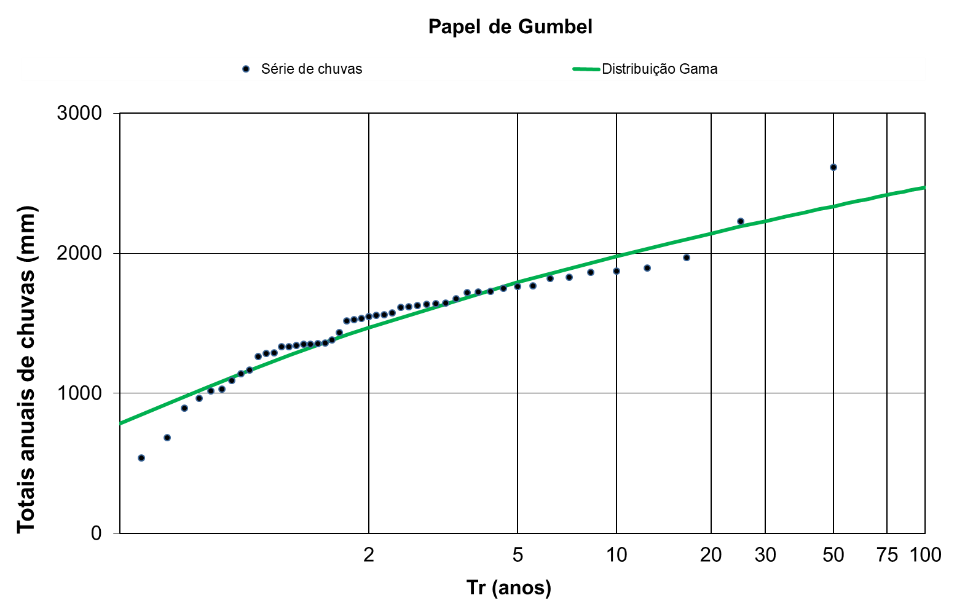 Papel de Gumbel
Série de chuvas
Distribuição Gama
Totais anuais de chuvas (mm)
3000
2000
1000
0
2 5 10 20 30 50 75 100
Tr (anos)